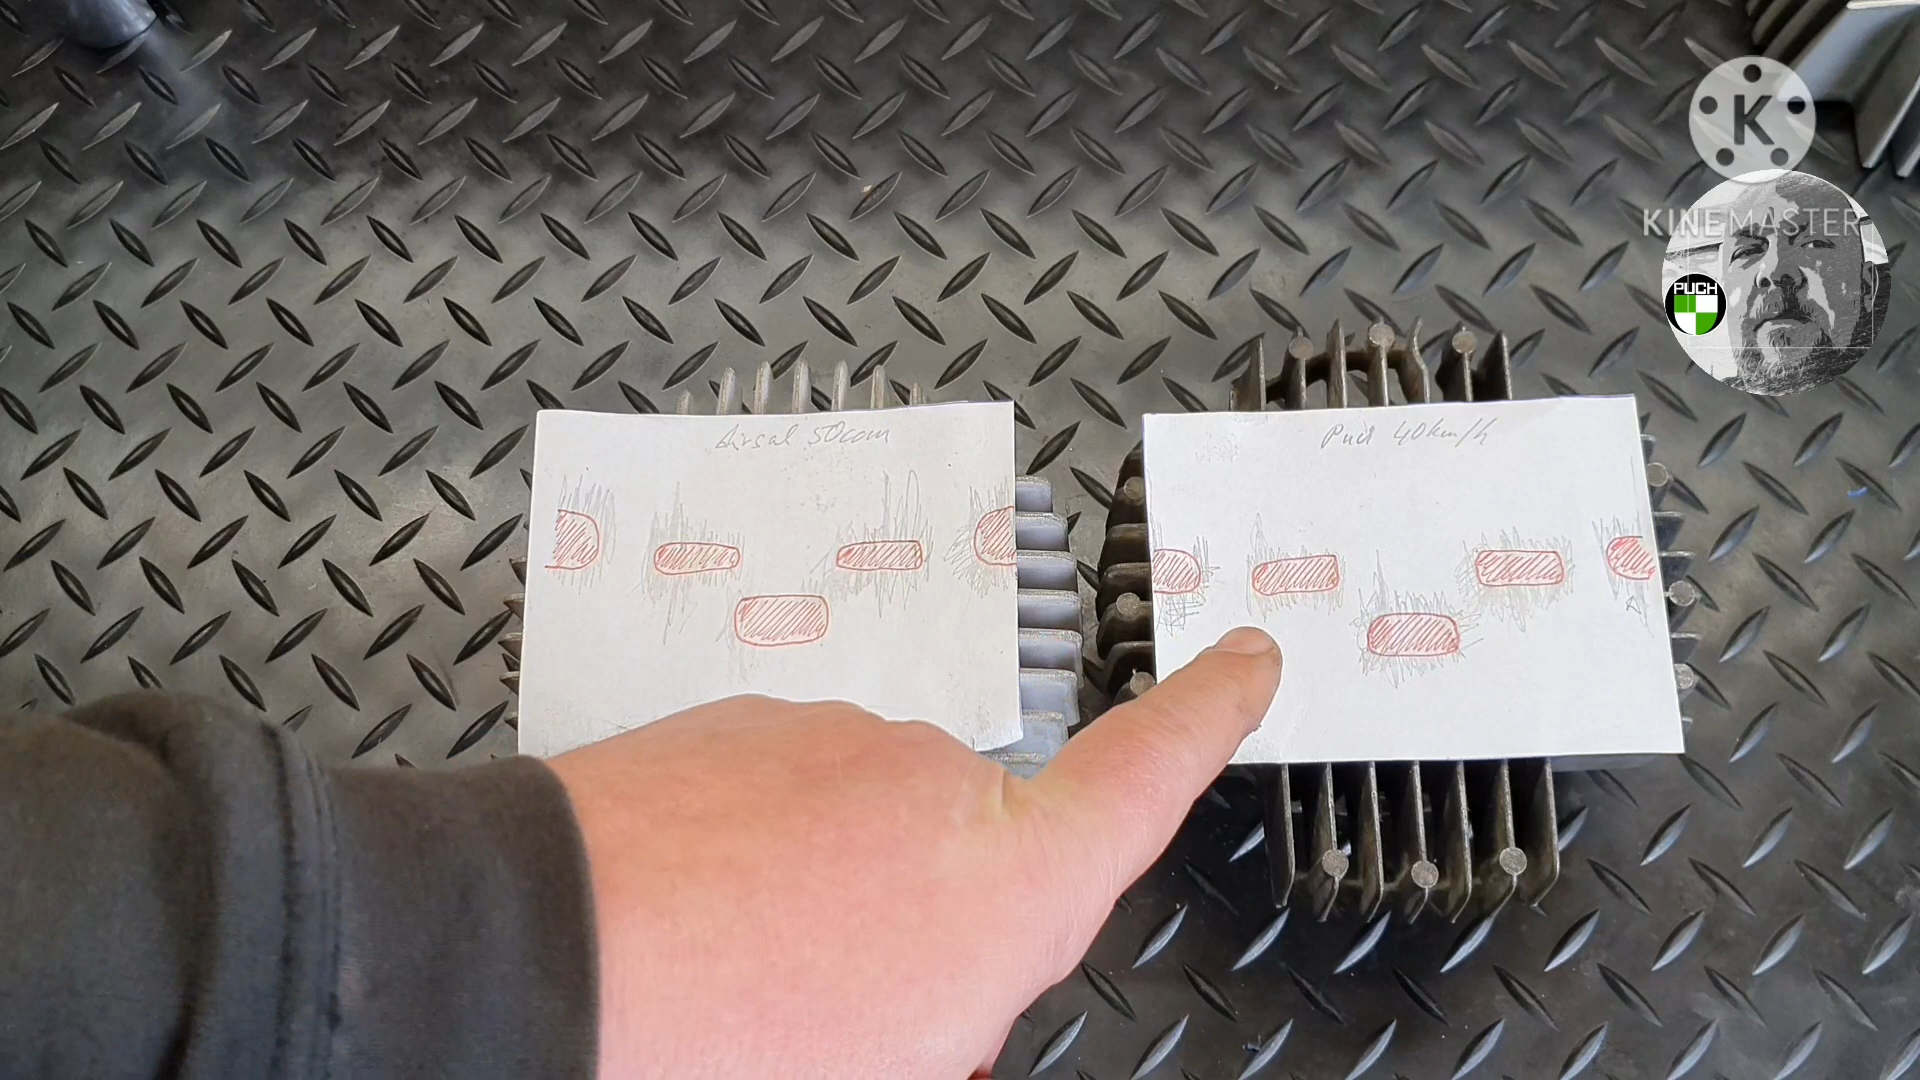 K
KINEMASTER
PUCH
Airsal 50ccm
Puch 40km/h